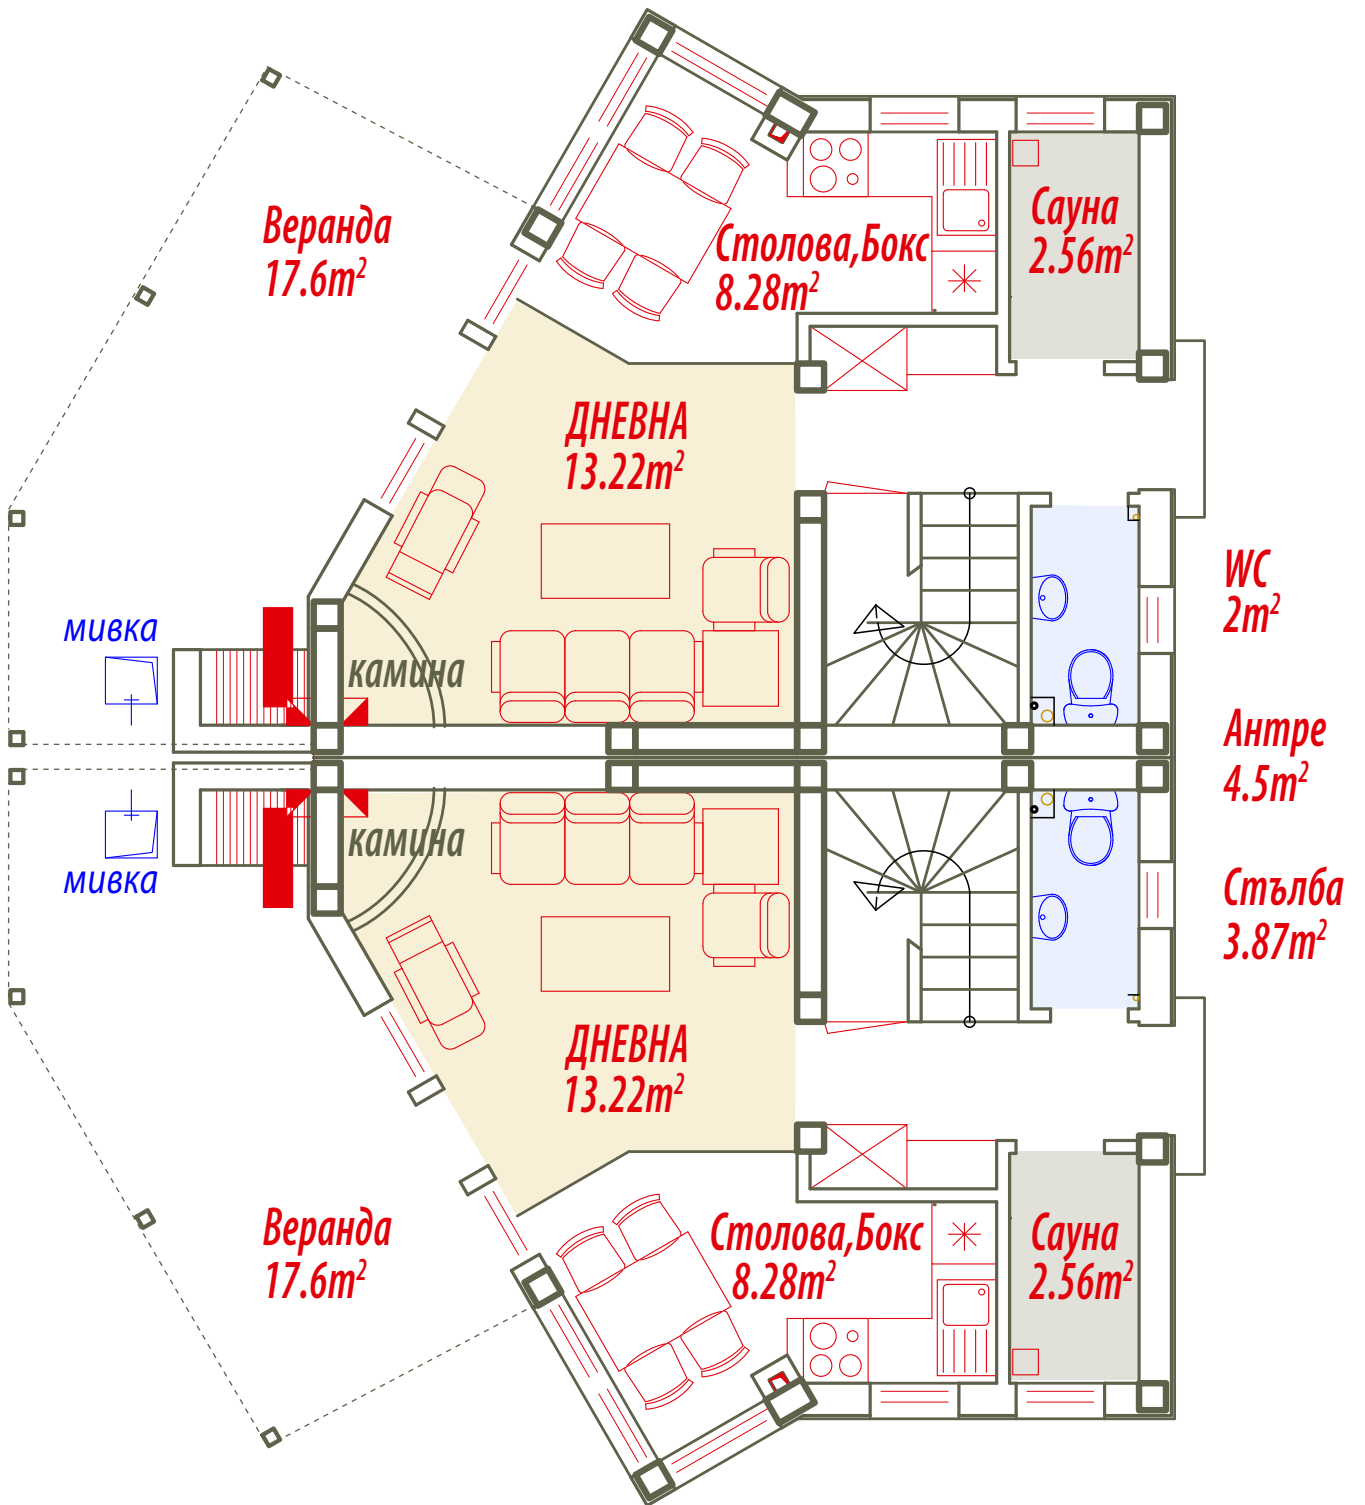 Веранда
17.6m²
Столова,Бокс
8.28m²
Сауна
2.56m²
ДНЕВНА
13.22m²
WC
2m²
мивка
камина
Антре
4.5m²
камина
мивка
Стълба
3.87m²
ДНЕВНА
13.22m²
Веранда
17.6m²
Столова,Бокс
8.28m²
Сауна
2.56m²